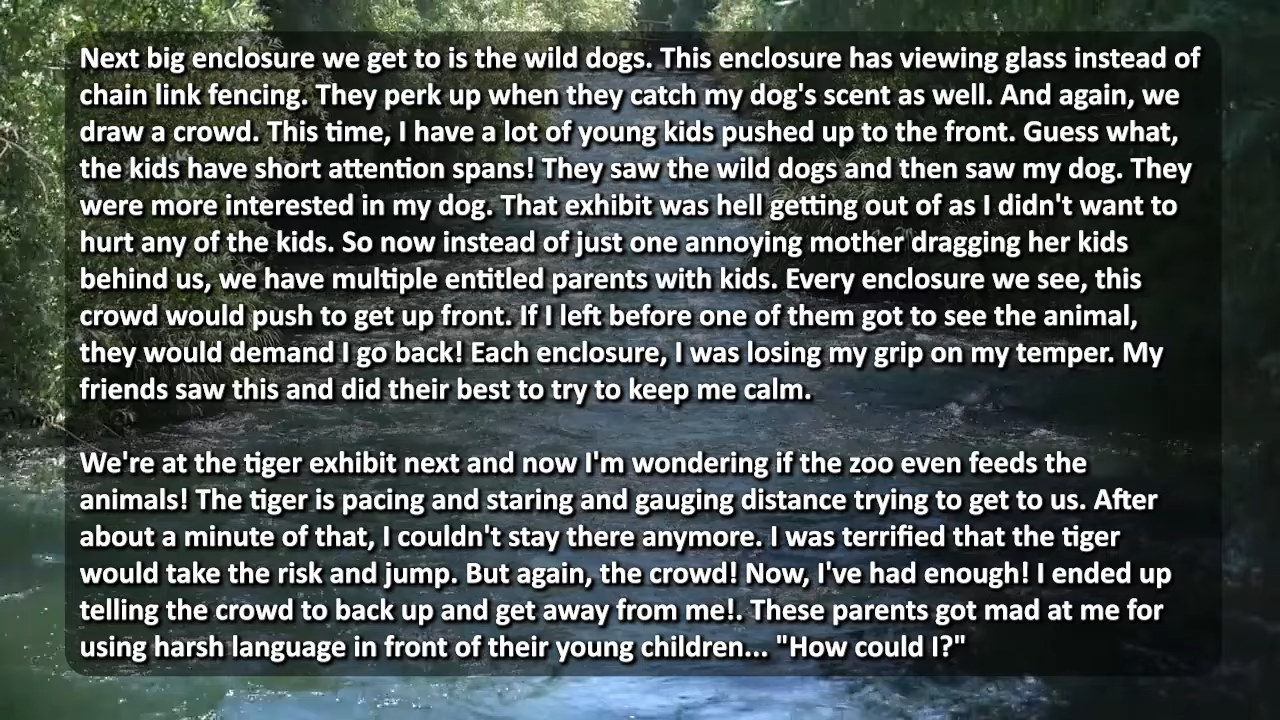 Next big enclosure we get to is the wild dogs. This enclosure has viewing glass instead of
chain link fencing. They perk up when they catch my dog's scent as well. And again, we
draw a crowd. This time, I have a lot of young kids pushed up to the front. Guess what,
the kids have short attention spans! They saw the wild dogs and then saw my dog. They
were more interested in my dog. That exhibit was hell getting out of as I didn't want to
hurt any of the kids. So now instead of just one annoying mother dragging her kids
behind us, we have multiple entitled parents with kids. Every enclosure we see, this
crowd would push to get up front. If I left before one of them got to see the animal,
they would demand I go back! Each enclosure, I was losing my grip on my temper. My
friends saw this and did their best to try to keep me calm.

We're at the tiger exhibit next and now I'm wondering if the zoo even feeds the
animals! The tiger is pacing and staring and gauging distance trying to get to us. After
about a minute of that, I couldn't stay there anymore. I was terrified that the tiger
would take the risk and jump. But again, the crowd! Now, I've had enough! I ended up
telling the crowd to back up and get away from me!. These parents got mad at me for
using harsh language in front of their young children... "How could I?"